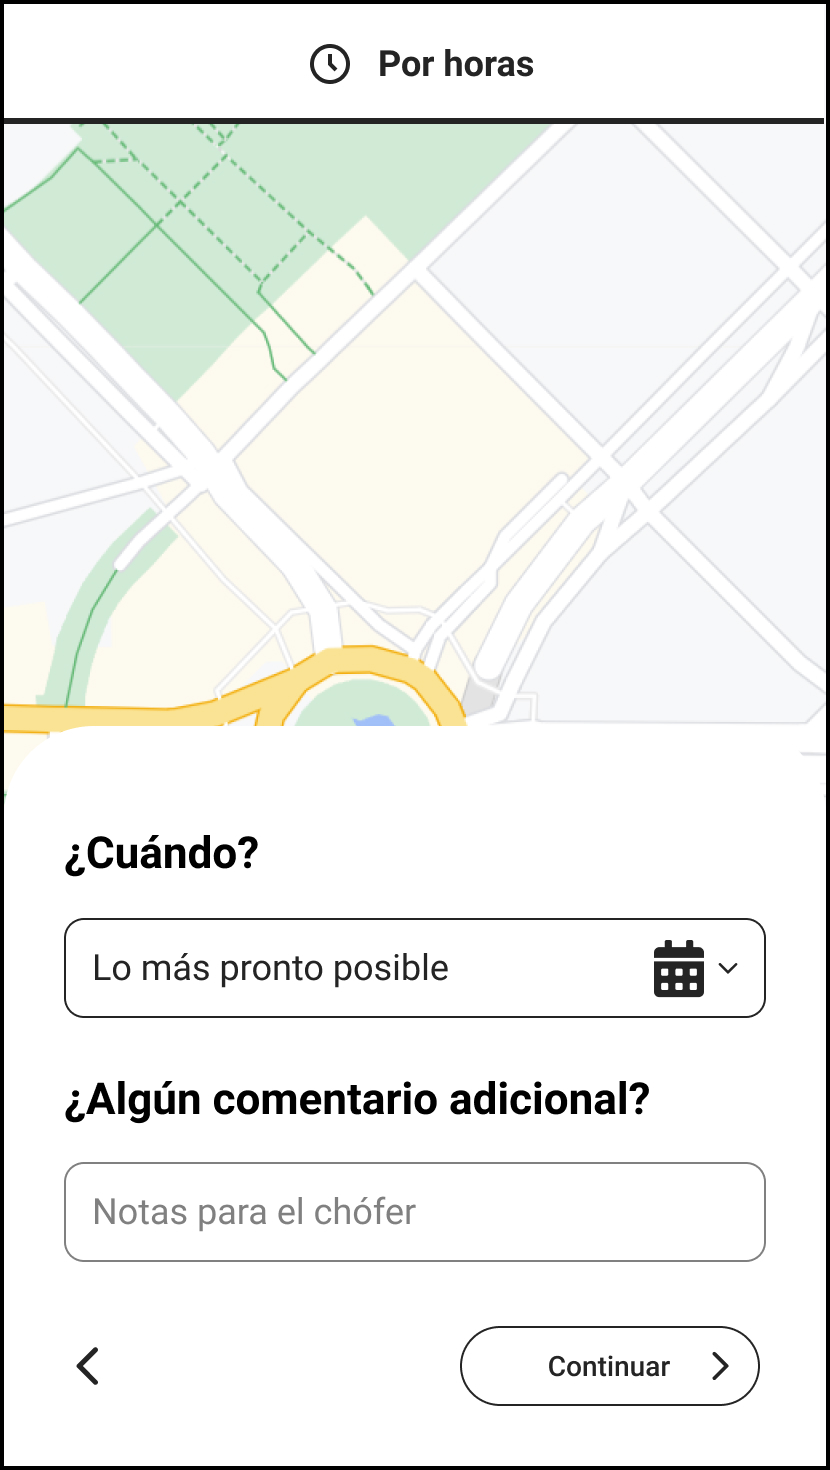 Por horas
¿Cuándo?
Lo más pronto posible
¿Algún comentario adicional?
Notas para el chófer
Continuar